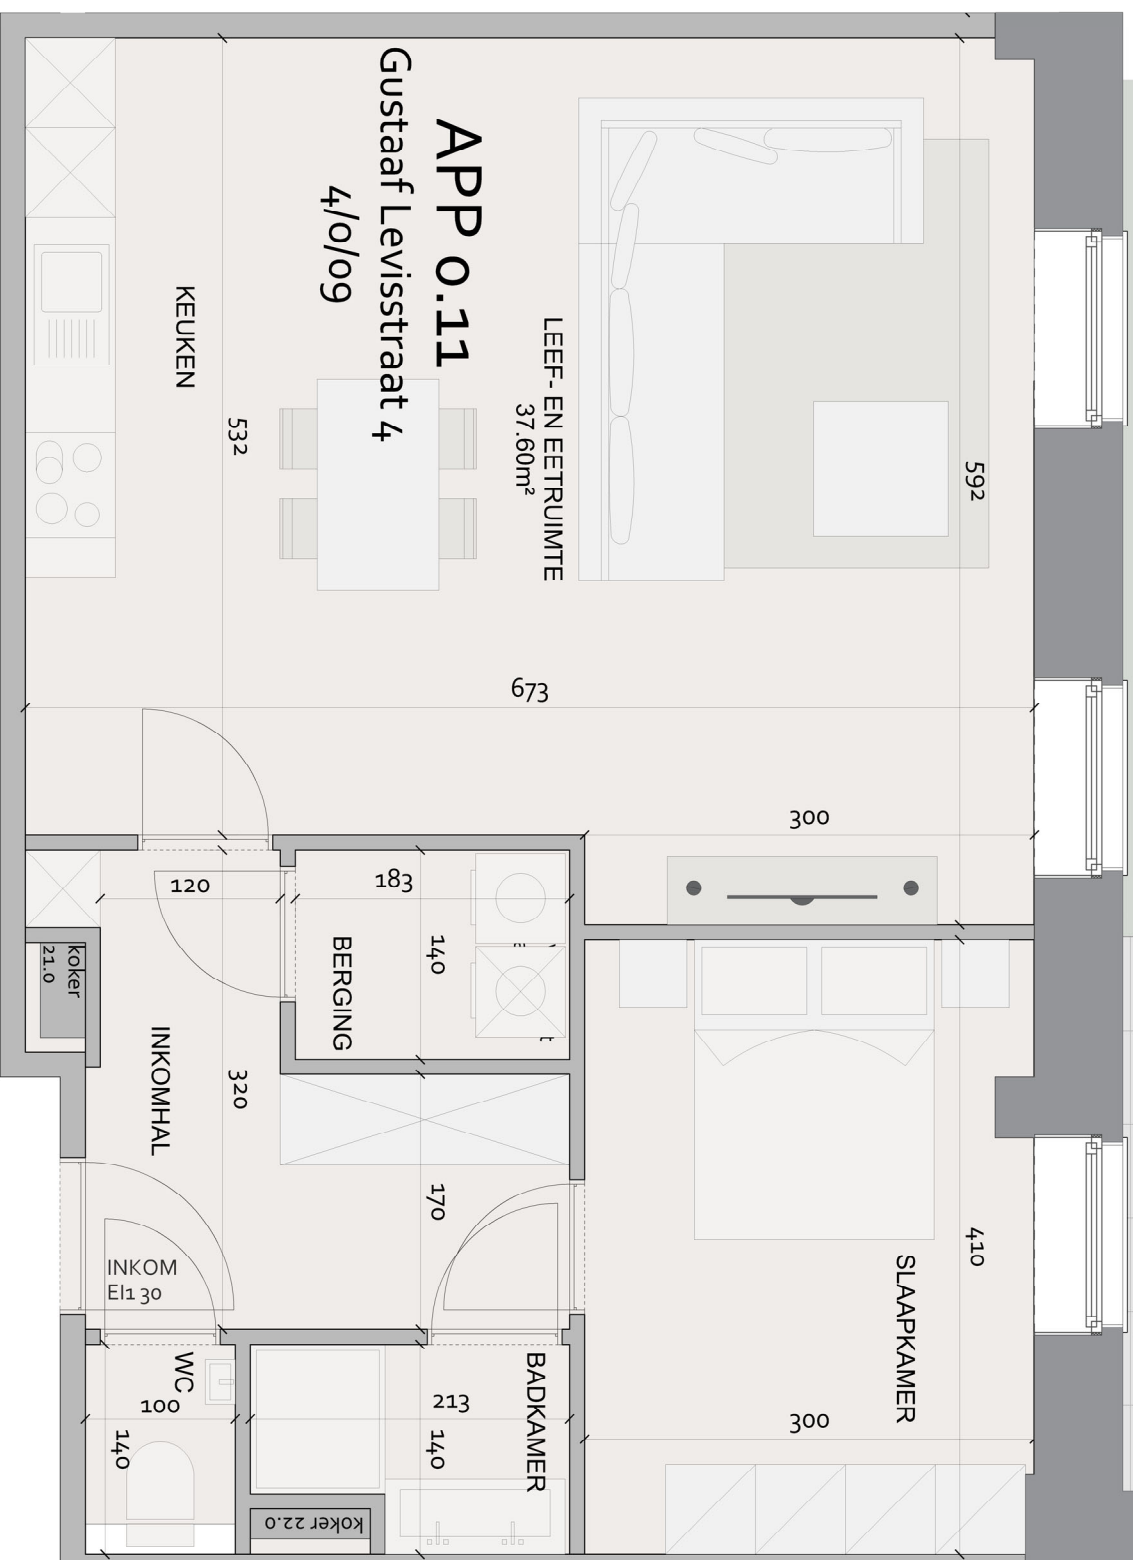 APP 0.11
Gustaaf Levisstraat 4
4/0/09
KEUKEN
LEEF- EN EETRUIMTE
37.60m²
532
592
673
300
120
183
140
BERGING
koker
21.0
INKOMHAL
320
170
410
SLAAPKAMER
INKOM
EI1 30
WC
100
140
213
140
BADKAMER
300
koker 22.0